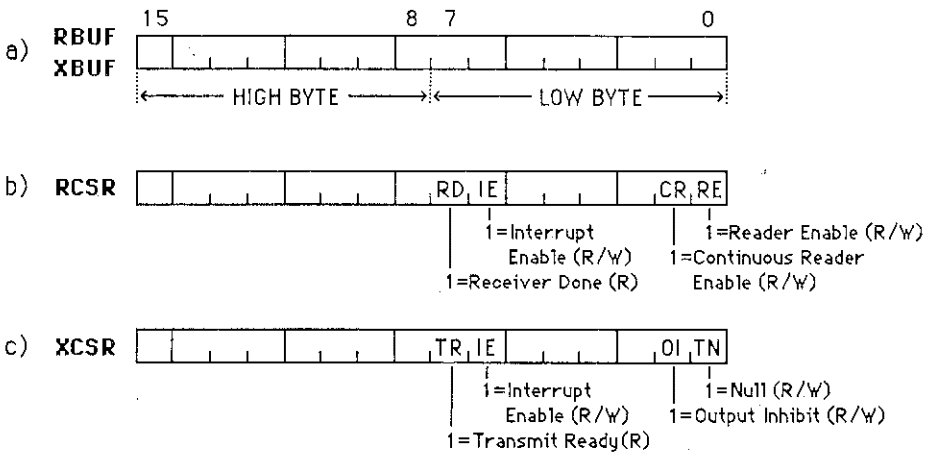 15 8 7 0
a) RBUF
XBUF
HIGH BYTE LOW BYTE
b) RCSR RD IE CR RE
1=Interrupt Enable (R/W)
1=Receiver Done (R)
1=Reader Enable (R/W)
1=Continuous Reader Enable (R/W)
c) XCSR TR IE OI TN
1=Interrupt Enable (R/W)
1=Transmit Ready(R)
1=Null (R/W)
1=Output Inhibit (R/W)